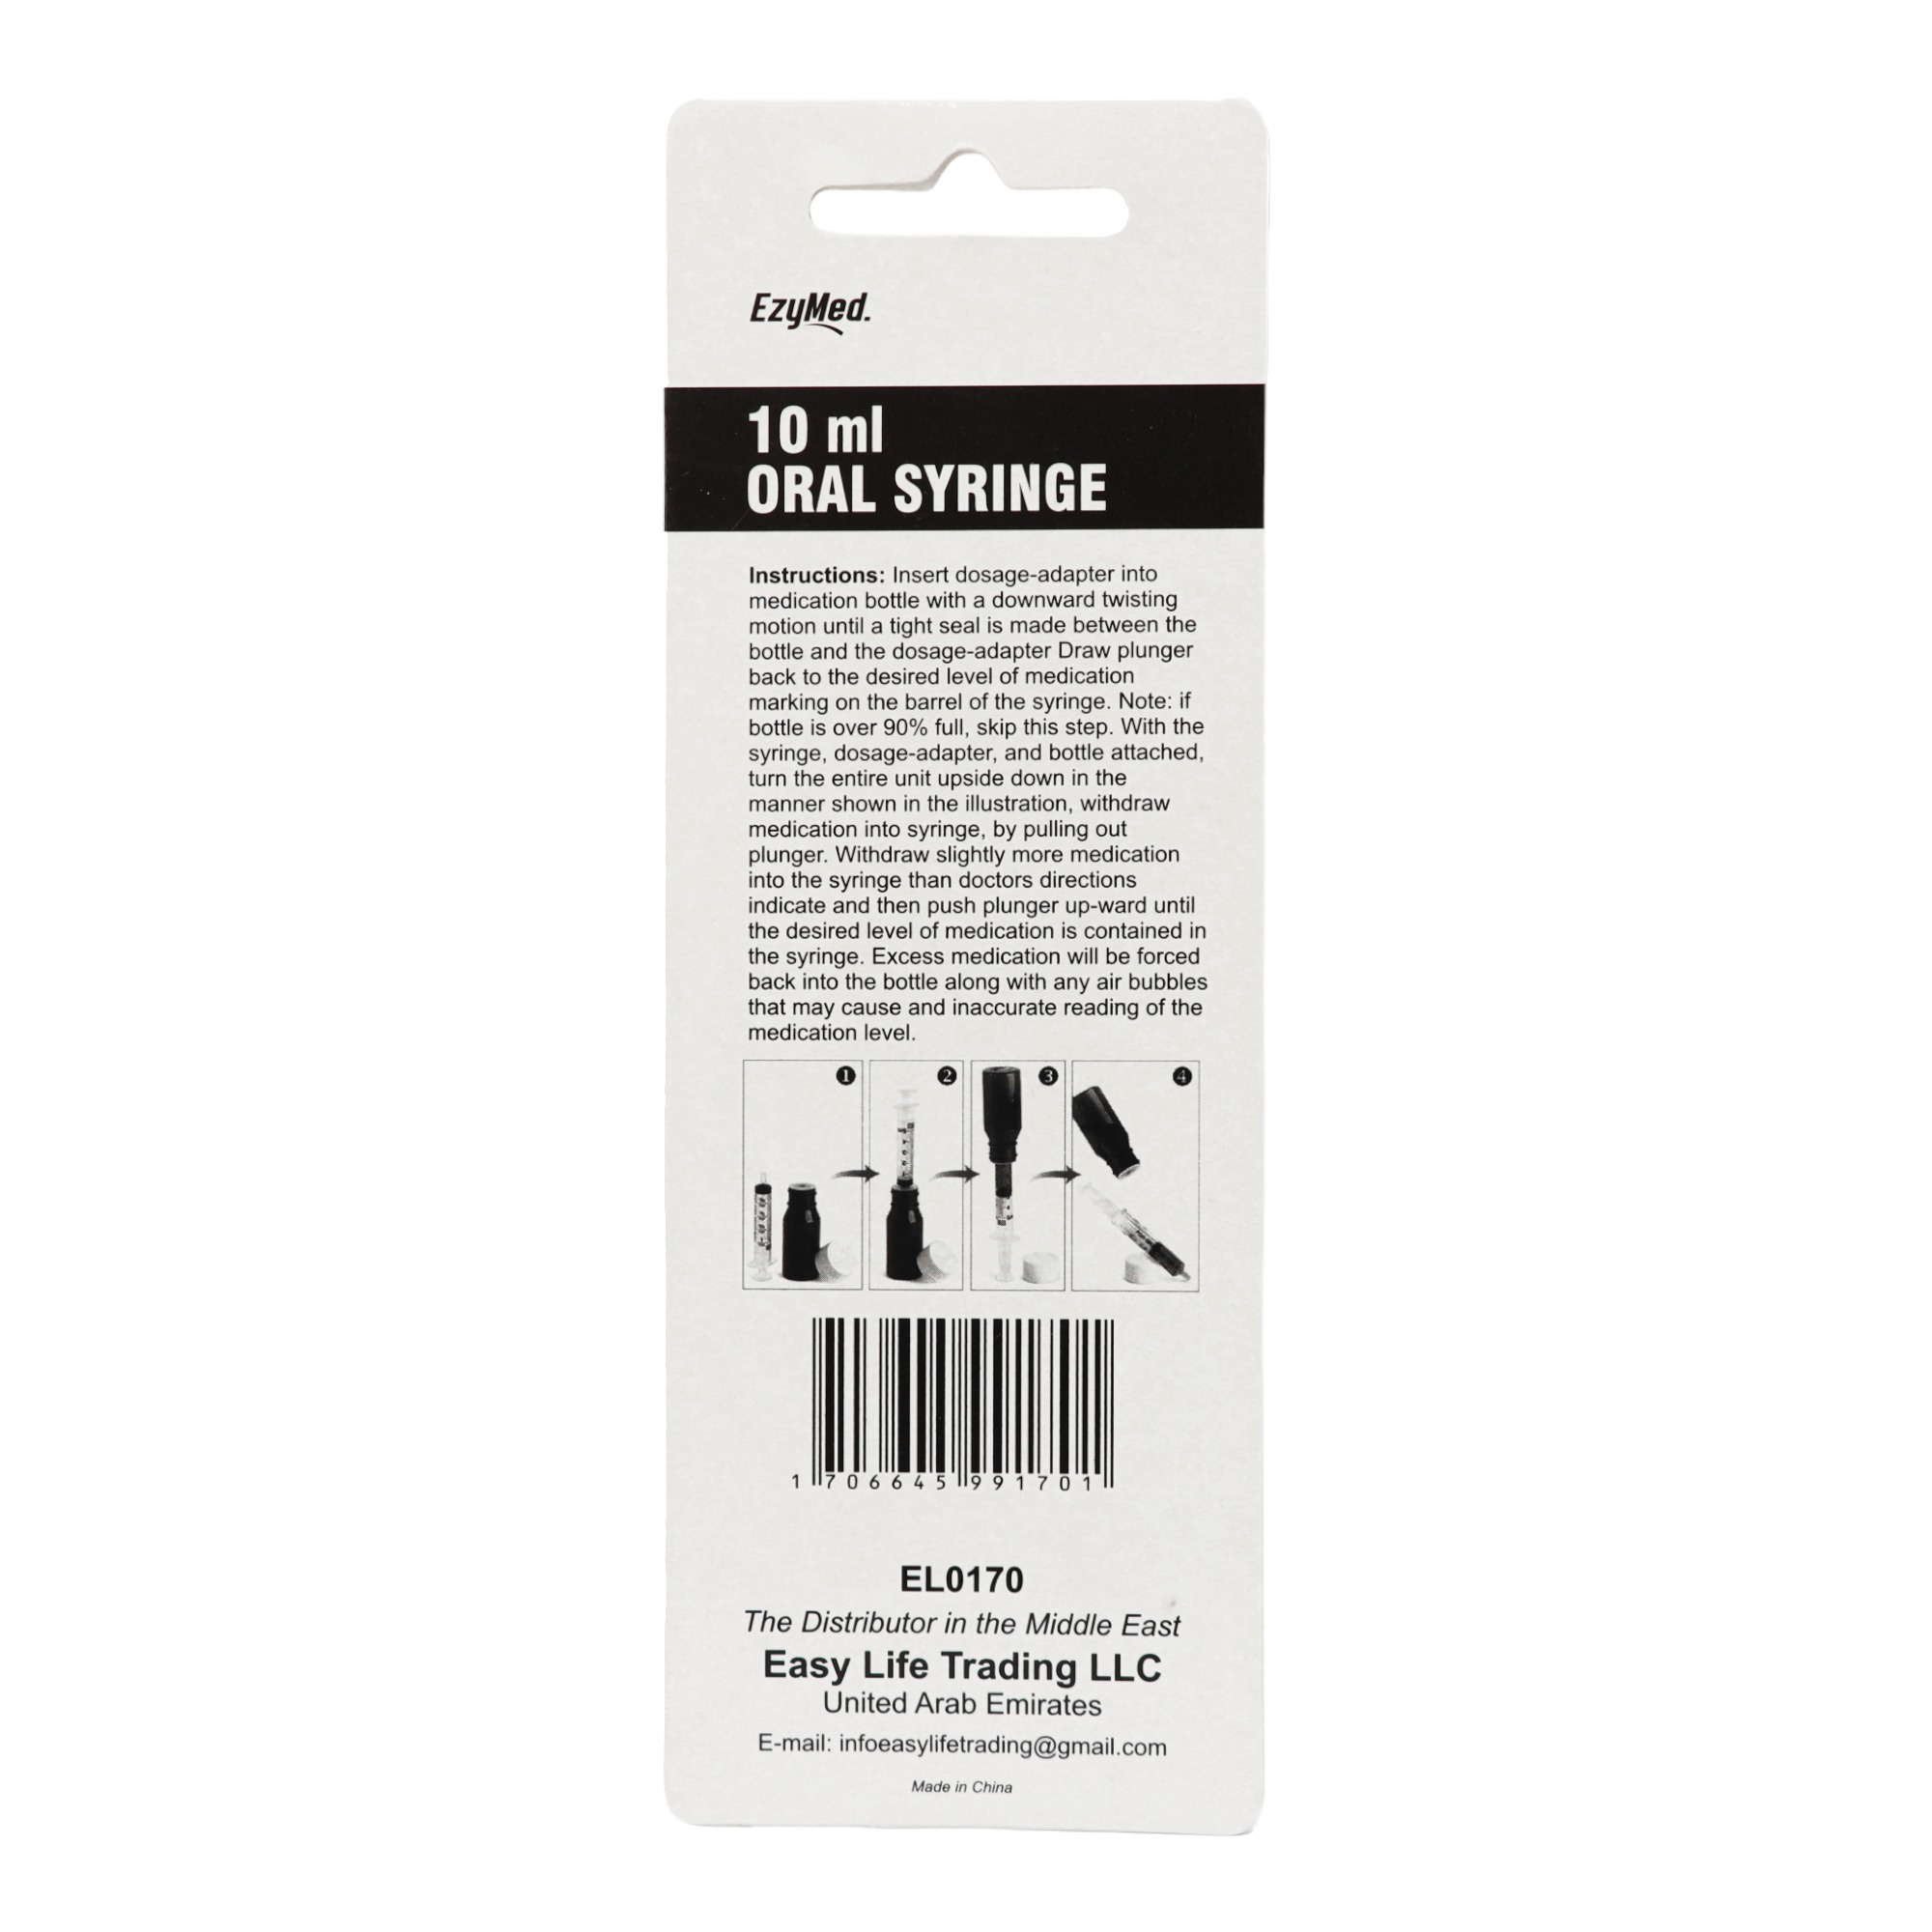 EzyMed.
10 ml
ORAL SYRINGE
Instructions: Insert dosage-adapter into
medication bottle with a downward twisting
motion until a tight seal is made between the
bottle and the dosage-adapter Draw plunger
back to the desired level of medication
marking on the barrel of the syringe. Note: if
bottle is over 90% full, skip this step. With the
syringe, dosage-adapter, and bottle attached,
turn the entire unit upside down in the
manner shown in the illustration, withdraw
medication into syringe, by pulling out
plunger. Withdraw slightly more medication
into the syringe than doctors directions
indicate and then push plunger up-ward until
the desired level of medication is contained in
the syringe. Excess medication will be forced
back into the bottle along with any air bubbles
that may cause and inaccurate reading of the
medication level.
1 2 3 4
1 706645 991701
EL0170
The Distributor in the Middle East
Easy Life Trading LLC
United Arab Emirates
E-mail: infoeasylifetrading@gmail.com
Made in China